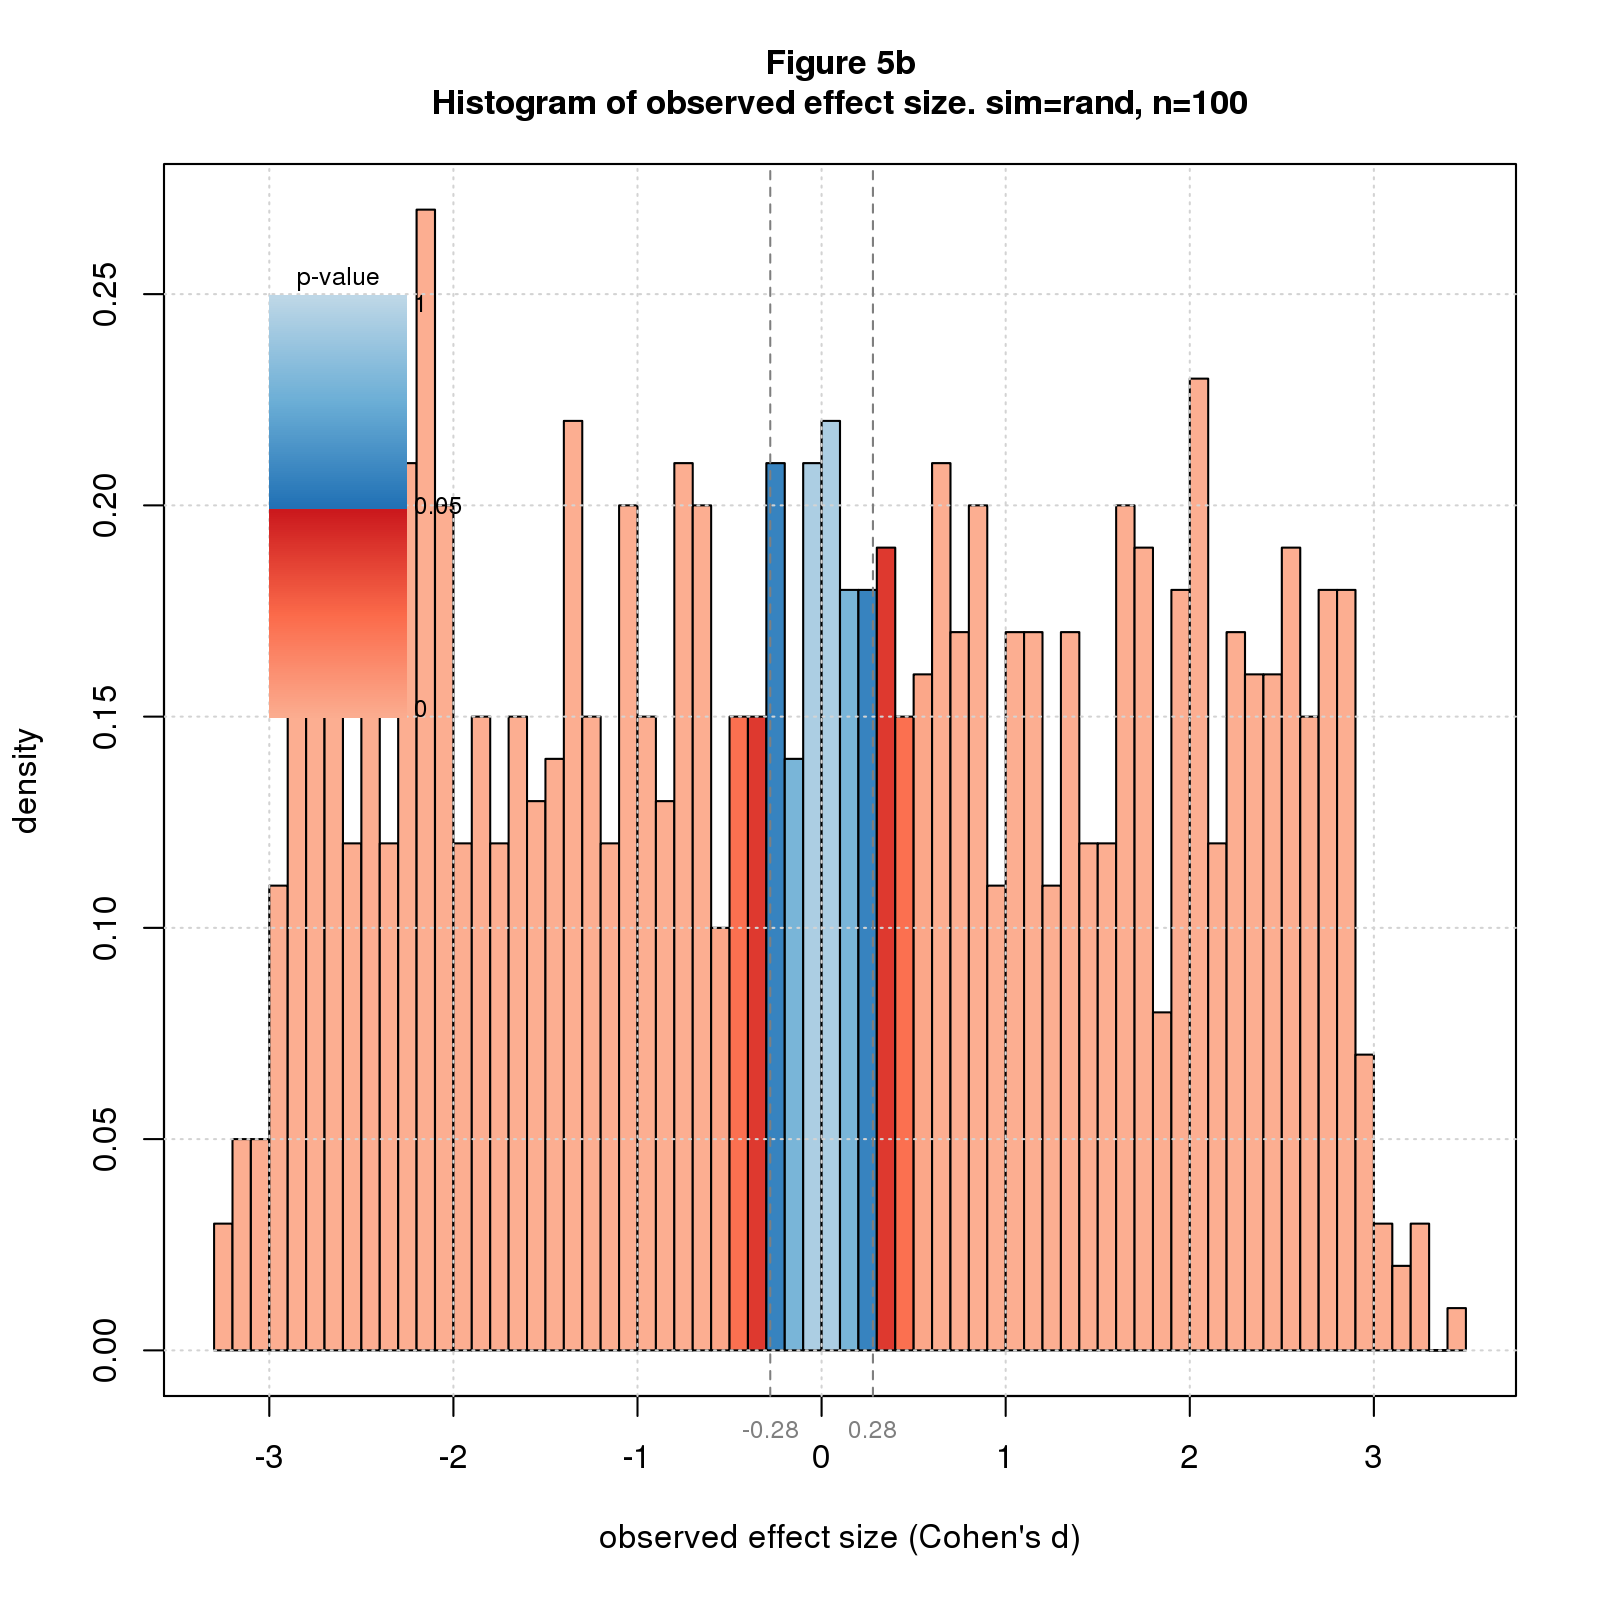 Figure 5b
Histogram of observed effect size. sim=rand, n=100
p-value
1
0.05
0
density
0.25
0.20
0.15
0.10
0.05
0.00
-0.28 0.28
-3 -2 -1 0 1 2 3
observed effect size (Cohen's d)